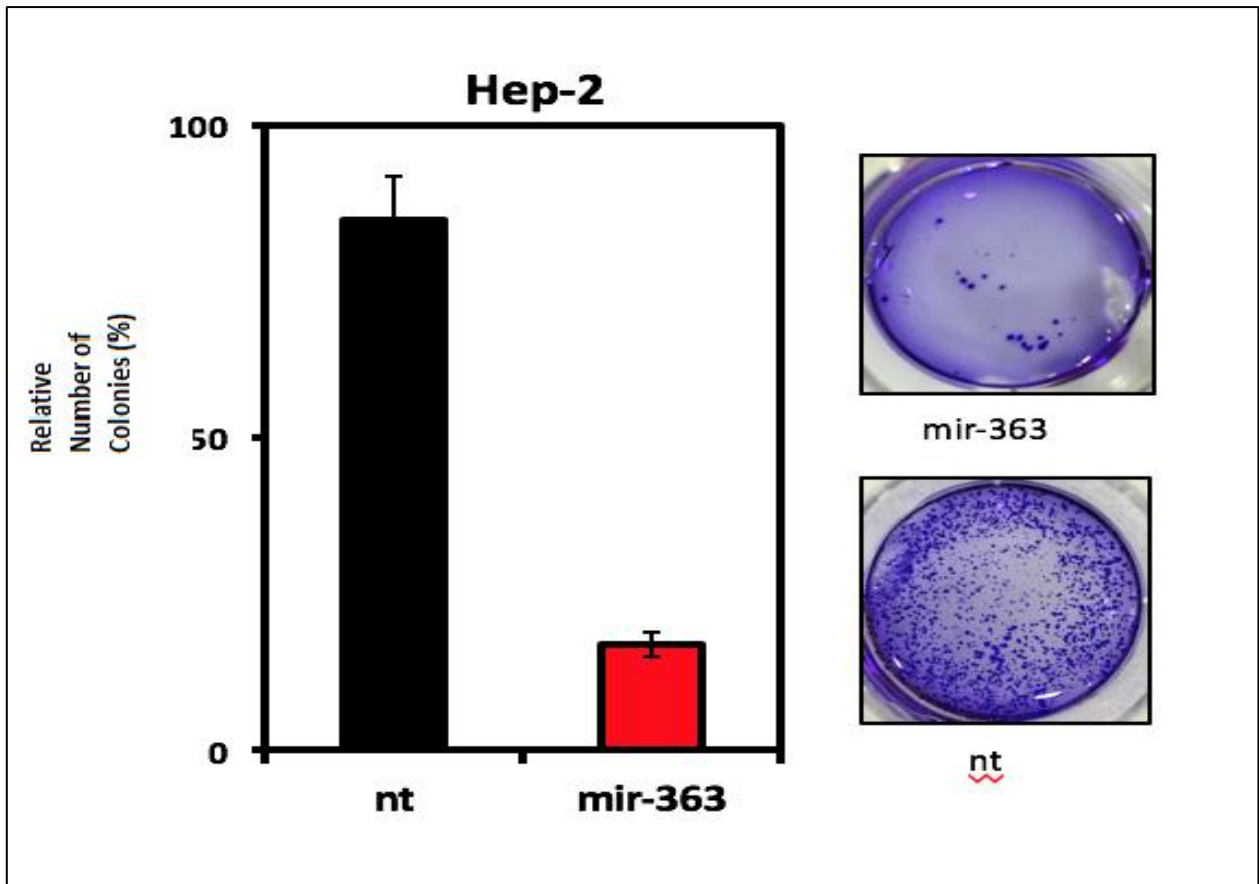 Hep-2
100
50
0
Relative
Number of
Colonies (%)
nt
mir-363
mir-363
nt